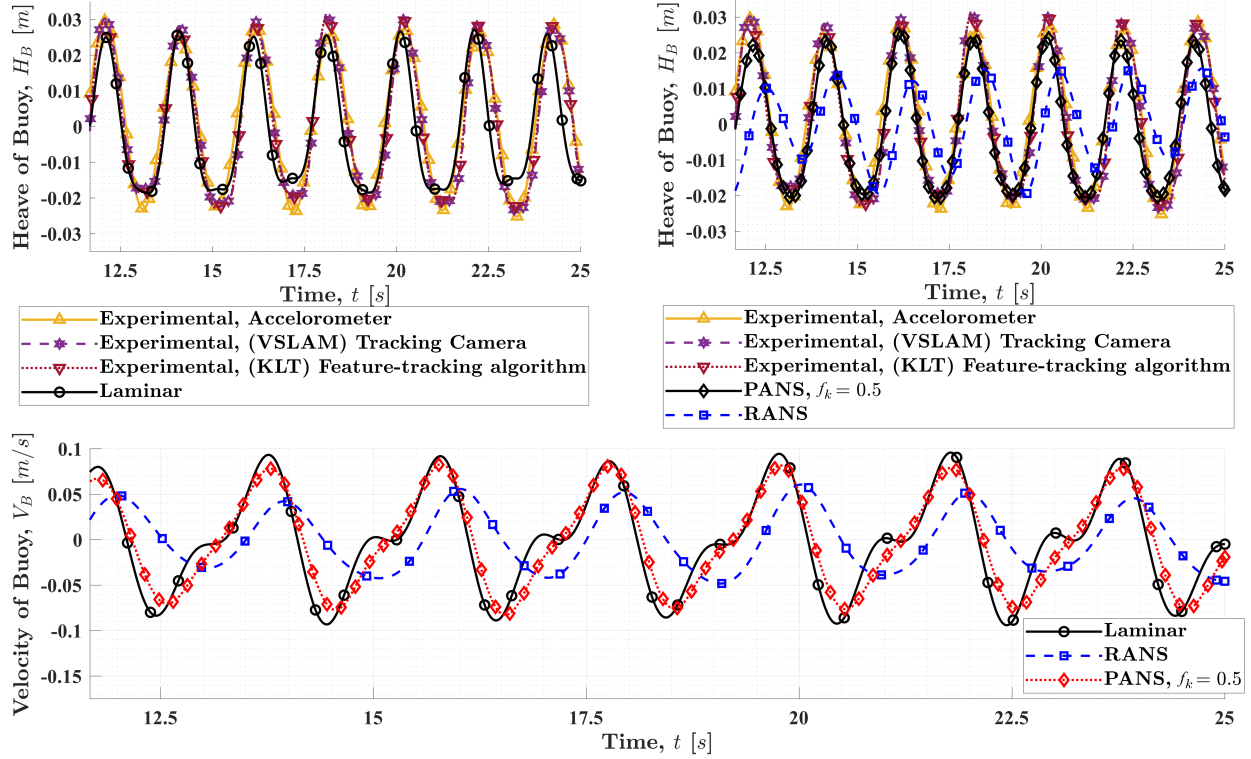 Heave of Buoy, H_B [m]
0.03
0.02
0.01
0
-0.01
-0.02
-0.03
12.5 15 17.5 20 22.5 25
Time, t [s]
Experimental, Accelorometer
Experimental, (VSLAM) Tracking Camera
Experimental, (KLT) Feature-tracking algorithm
Laminar
Heave of Buoy, H_B [m]
0.03
0.02
0.01
0
-0.01
-0.02
-0.03
12.5 15 17.5 20 22.5 25
Time, t [s]
Experimental, Accelorometer
Experimental, (VSLAM) Tracking Camera
Experimental, (KLT) Feature-tracking algorithm
PANS, f_k = 0.5
RANS
Velocity of Buoy, V_B [m/s]
0.1
0.05
0
-0.05
-0.1
-0.15
12.5 15 17.5 20 22.5 25
Time, t [s]
Laminar
RANS
PANS, f_k = 0.5